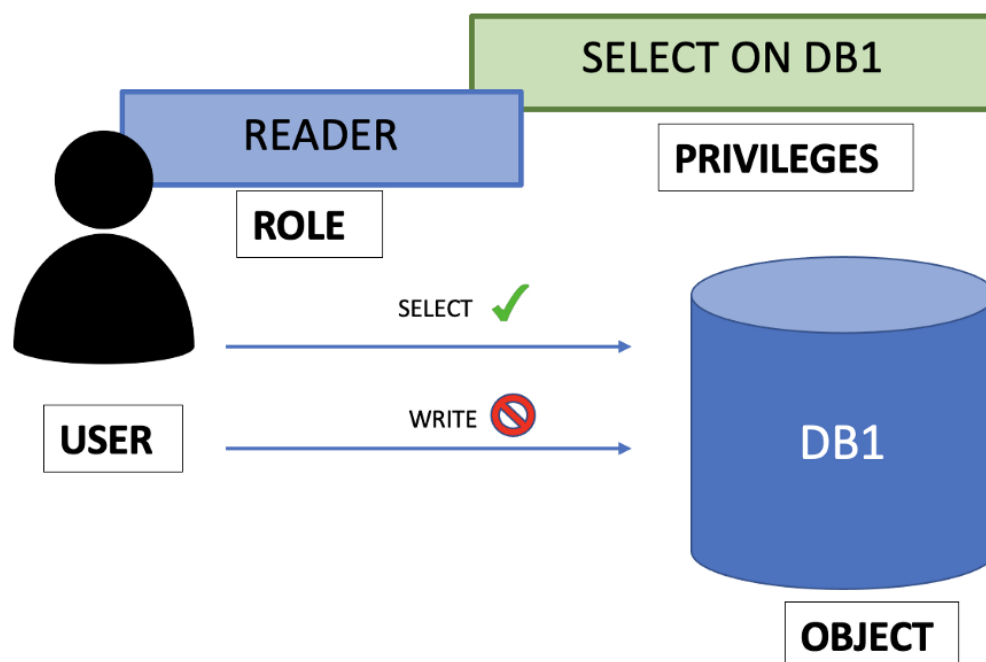 SELECT ON DB1
READER
PRIVILEGES
ROLE
SELECT
WRITE
USER
DB1
OBJECT